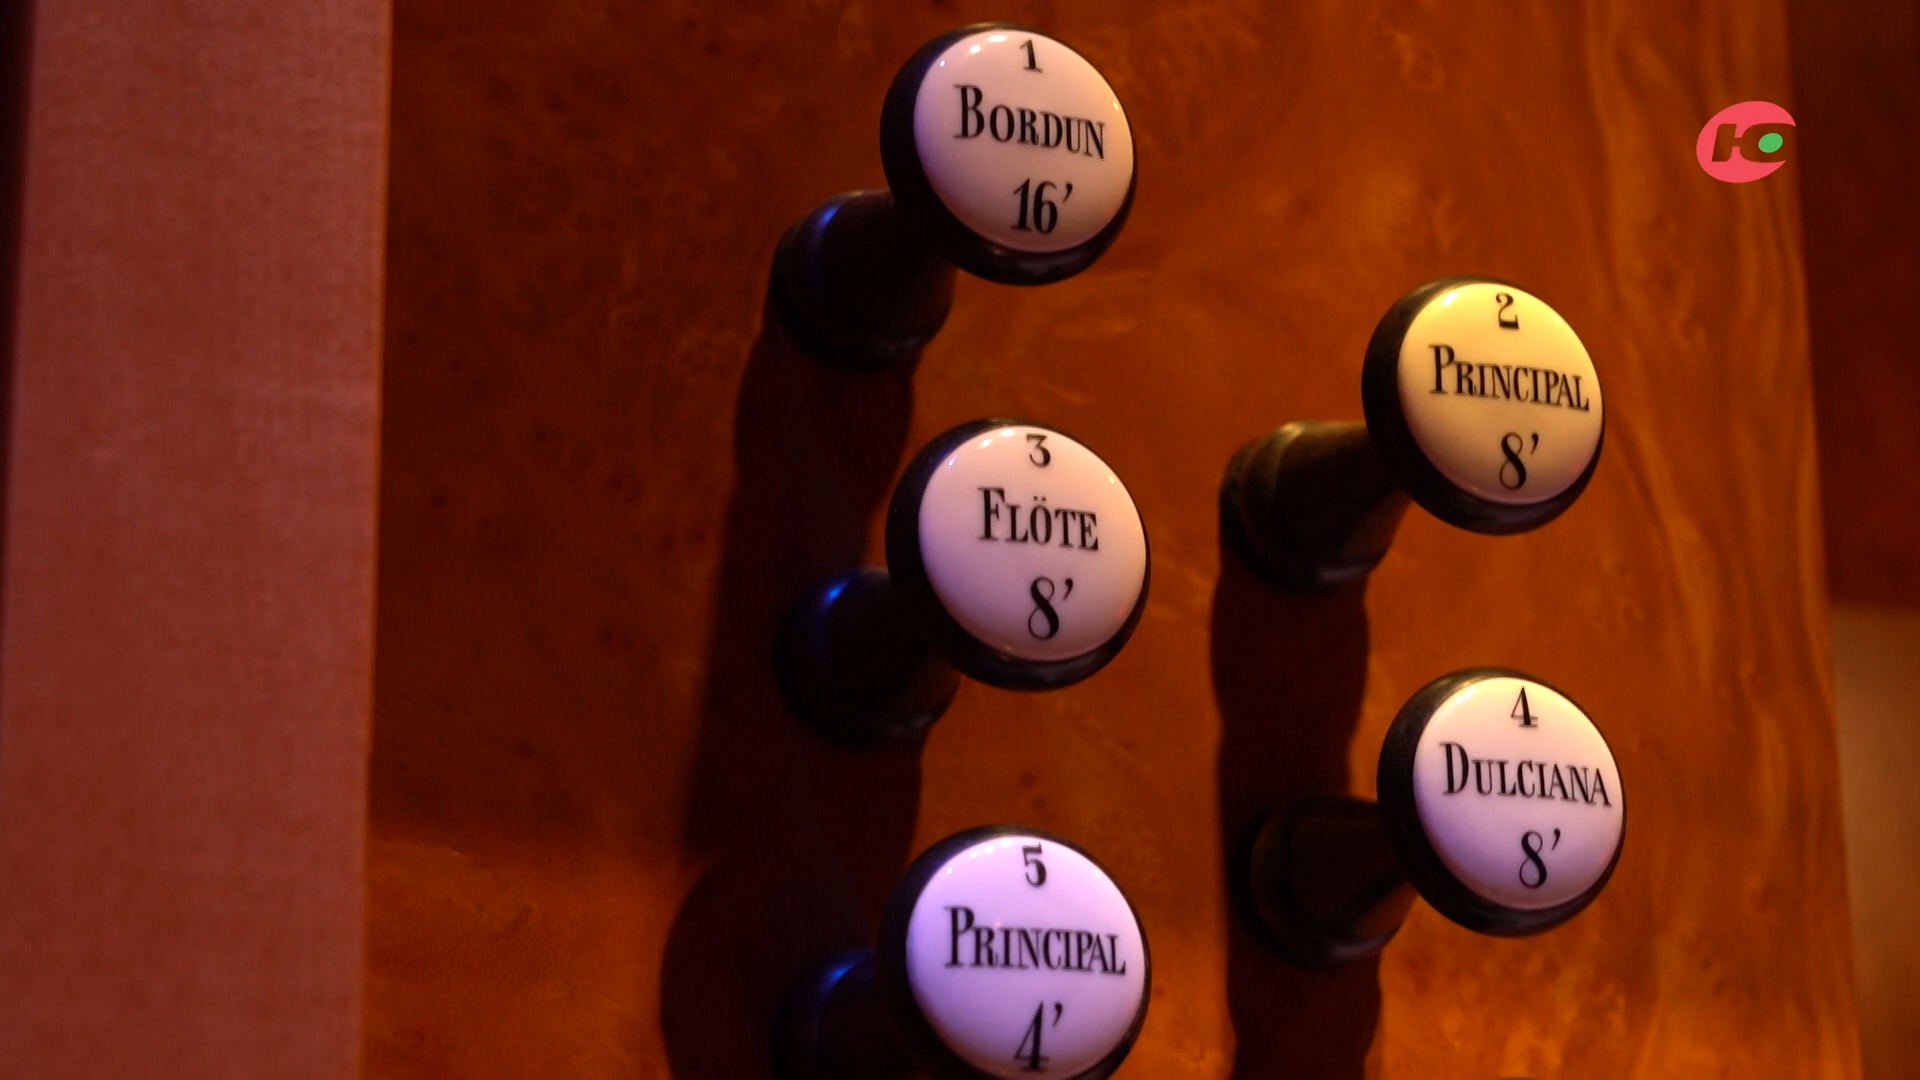 1
BORDUN
16'
2
PRINCIPAL
8'
3
FLÖTE
8'
4
DULCIANA
8'
5
PRINCIPAL
4'
Ю